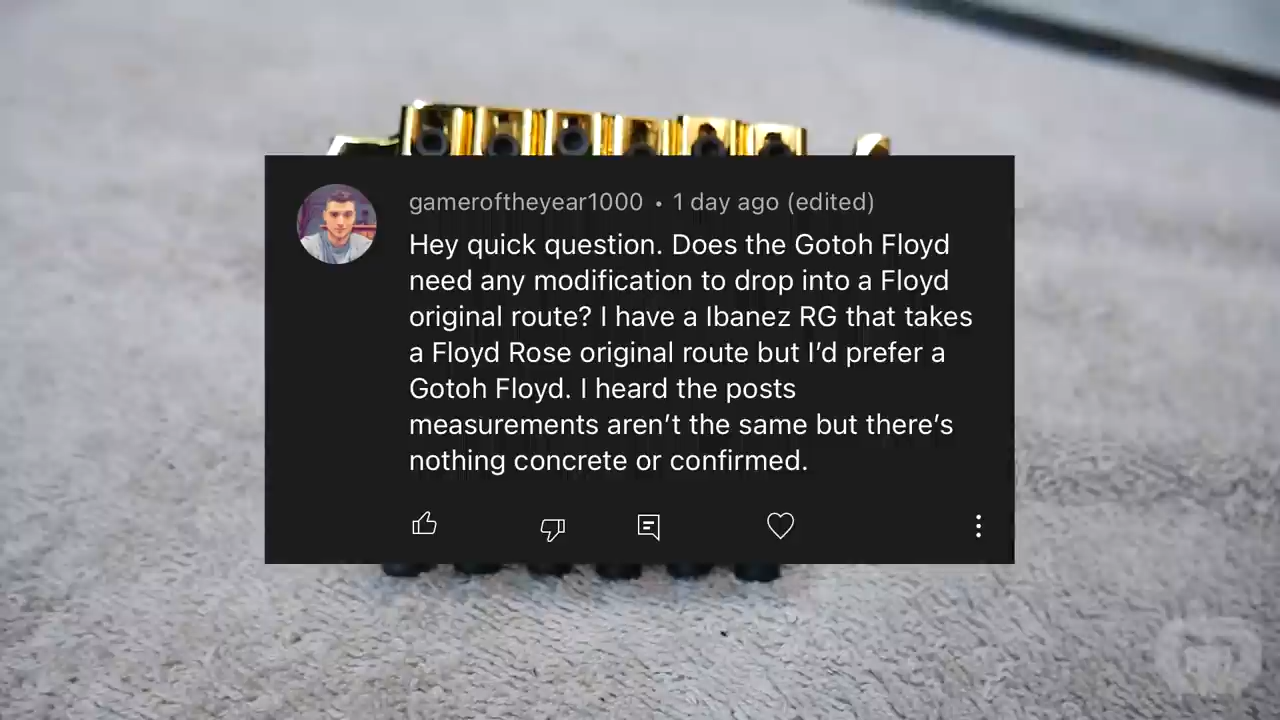 gameroftheyear1000 • 1 day ago (edited)
Hey quick question. Does the Gotoh Floyd
need any modification to drop into a Floyd
original route? I have a Ibanez RG that takes
a Floyd Rose original route but I’d prefer a
Gotoh Floyd. I heard the posts
measurements aren’t the same but there’s
nothing concrete or confirmed.